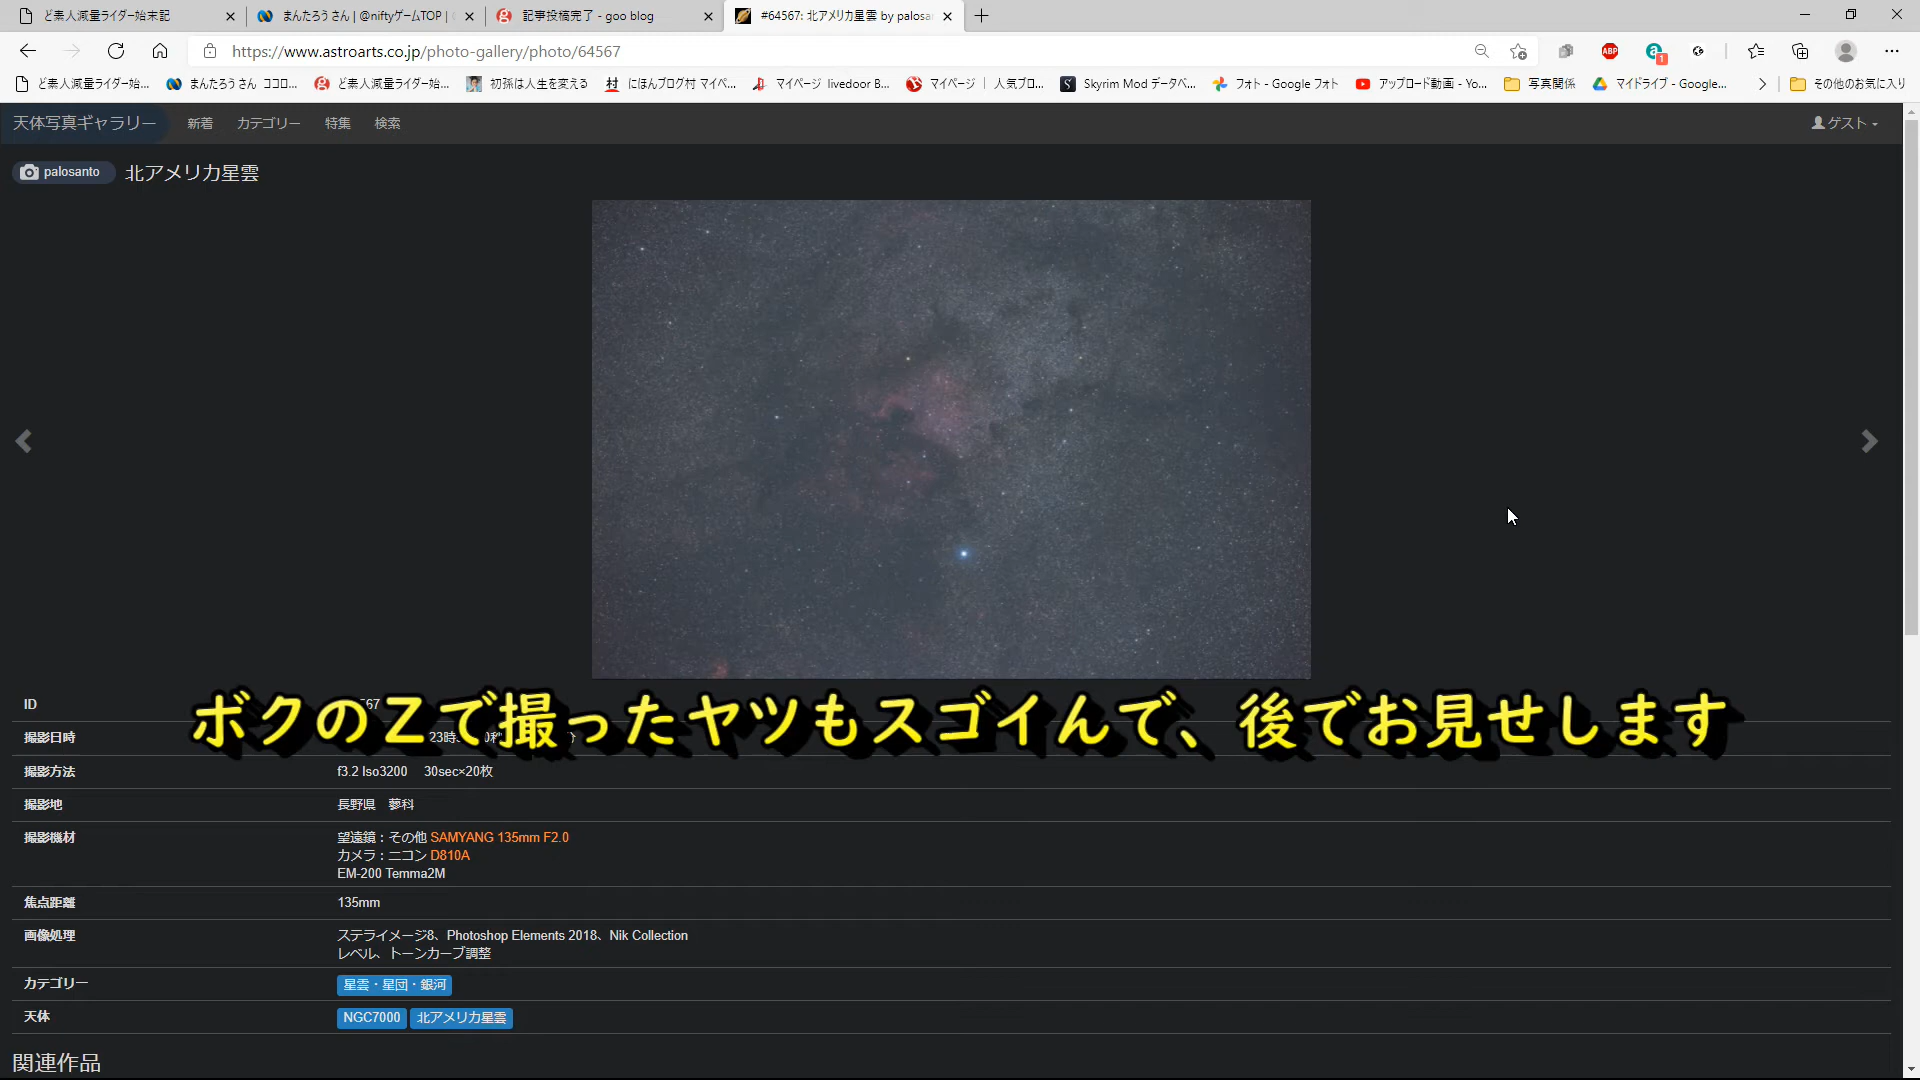 ど素人減量ライダー始末記
まんたろうさん | @niftyゲームTOP |
記事投稿完了 - goo blog
#64567: 北アメリカ星雲 by palosa
https://www.astroarts.co.jp/photo-gallery/photo/64567
ABP
1
ど素人減量ライダー始...
まんたろうさん ココロ...
ど素人減量ライダー始...
初孫は人生を変える
にほんブログ村 マイペ...
マイページ livedoor B...
マイページ | 人気ブロ...
Skyrim Mod データベ...
フォト - Google フォト
アップロード動画 - Yo...
写真関係
マイドライブ - Google...
その他のお気に入り
天体写真ギャラリー
新着
カテゴリー
特集
検索
ゲスト
palosanto
北アメリカ星雲
ID
67
ボクのZで撮ったヤツもスゴイんで、後でお見せします
撮影日時
23時
撮影方法
f3.2 Iso3200 30sec×20枚
撮影地
長野県 蓼科
撮影機材
望遠鏡：その他 SAMYANG 135mm F2.0
カメラ：ニコン D810A
EM-200 Temma2M
焦点距離
135mm
画像処理
ステライメージ8、Photoshop Elements 2018、Nik Collection
レベル、トーンカーブ調整
カテゴリー
星雲・星団・銀河
天体
NGC7000 北アメリカ星雲
関連作品